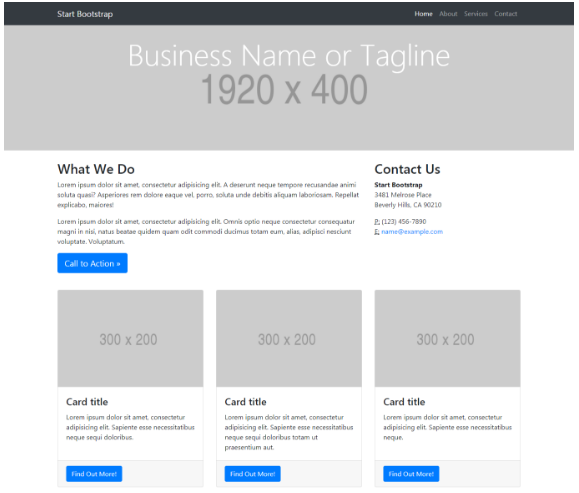 Start Bootstrap
Home About Services Contact
Business Name or Tagline
1920 x 400
What We Do
Lorem ipsum dolor sit amet, consectetur adipisicing elit. A deserunt neque tempore recusandae animi
soluta quasi? Asperiores rem dolore eaque vel, porro, soluta unde debitis aliquam laboriosam. Repellat
explicabo, maiores!
Lorem ipsum dolor sit amet, consectetur adipisicing elit. Omnis optio neque consectetur consequatur
magni in nisi, natus beatae quidem quam odit commodi ducimus totam eum, alias, adipisci nesciunt
voluptate. Voluptatum.
Call to Action »
Contact Us
Start Bootstrap
3481 Melrose Place
Beverly Hills, CA 90210
P: (123) 456-7890
E: name@example.com
300 x 200
Card title
Lorem ipsum dolor sit amet, consectetur
adipisicing elit. Sapiente esse necessitatibus
neque sequi doloribus.
Find Out More!
300 x 200
Card title
Lorem ipsum dolor sit amet, consectetur
adipisicing elit. Sapiente esse necessitatibus
neque sequi doloribus totam ut
praesentium aut.
Find Out More!
300 x 200
Card title
Lorem ipsum dolor sit amet, consectetur
adipisicing elit. Sapiente esse necessitatibus
neque.
Find Out More!